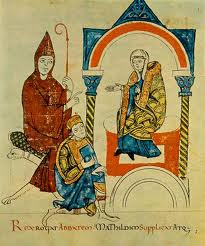 Rex rogat Abbatem Mathildim Supplicat Atq;